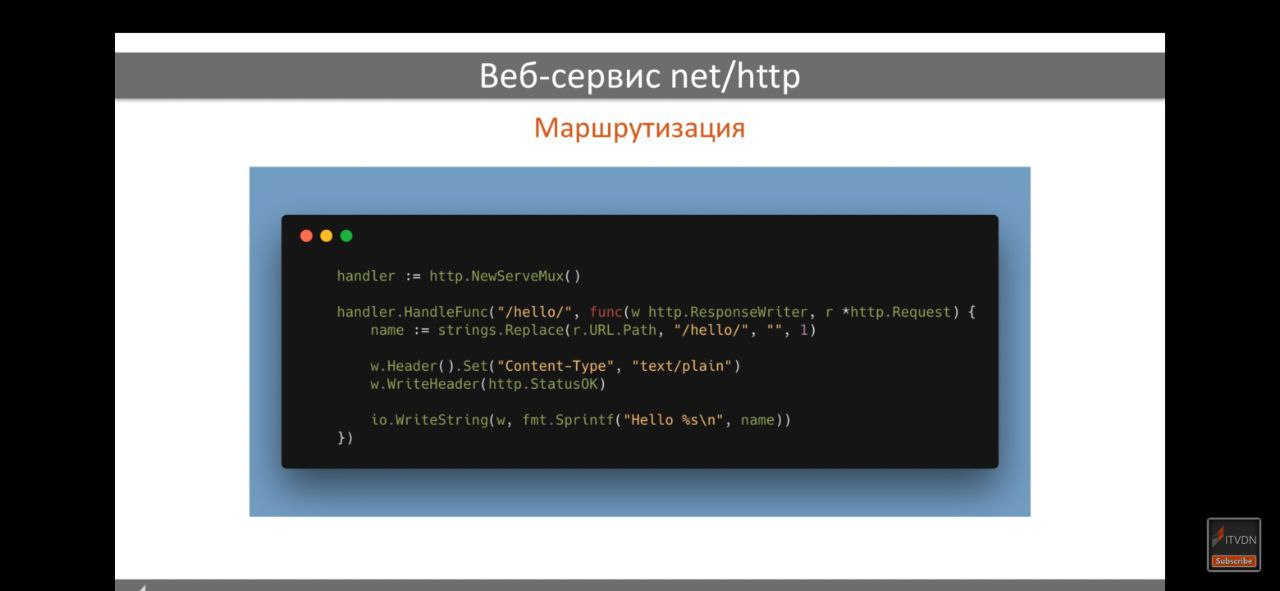 Веб-сервис net/http
Маршрутизация
handler := http.NewServeMux()
handler.HandleFunc("/hello/", func(w http.ResponseWriter, r *http.Request) {
name := strings.Replace(r.URL.Path, "/hello/", "", 1)
w.Header().Set("Content-Type", "text/plain")
w.WriteHeader(http.StatusOK)
io.WriteString(w, fmt.Sprintf("Hello %s\n", name))
})
ITVDN
Subscribe